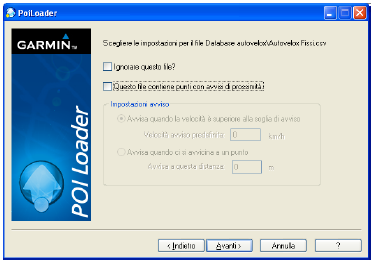 PoiLoader
GARMIN
POI Loader
Scegliere le impostazioni per il file Database autovelox\Autovelox Fissi.csv
Ignorare questo file?
Questo file contiene punti con avvisi di prossimità
Impostazioni avviso
Avvisa quando la velocità è superiore alla soglia di avviso
Velocità avviso predefinita 0 km/h
Avvisa quando ci si avvicina a un punto
Avvisa a questa distanza 0 m
< Indietro Avanti > Annulla ?